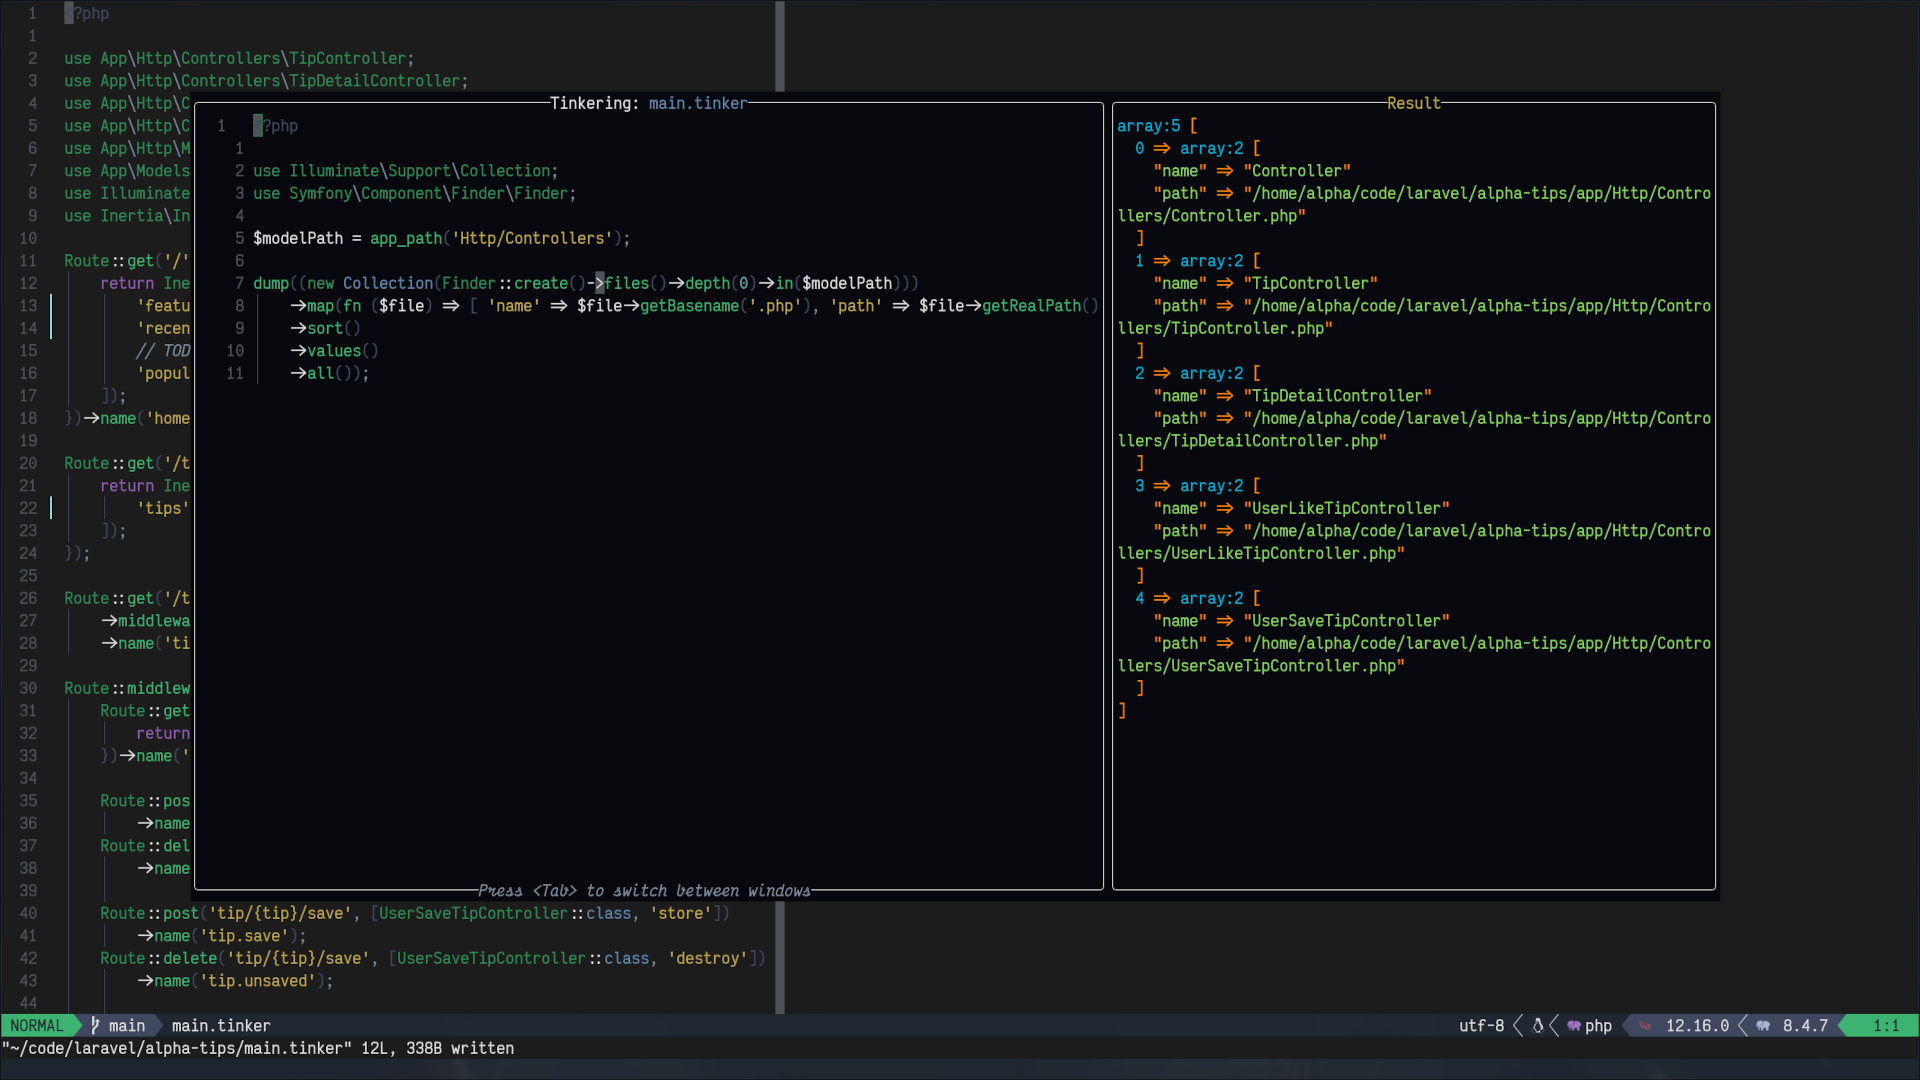 1 <?php
1
2 use App\Http\Controllers\TipController;
3 use App\Http\Controllers\TipDetailController;
4 use App\Http\C
5 use App\Http\C
6 use App\Http\M
7 use App\Models
8 use Illuminate
9 use Inertia\In
10
11 Route::get('/'
12 return Ine
13 'featu
14 'recen
15 // TOD
16 'popul
17 ]);
18 })->name('home
19
20 Route::get('/t
21 return Ine
22 'tips'
23 ]);
24 });
25
26 Route::get('/t
27 ->middlewa
28 ->name('ti
29
30 Route::middlew
31 Route::get
32 return
33 })->name('
34
35 Route::pos
36 ->name
37 Route::del
38 ->name
39
40 Route::post('tip/{tip}/save', [UserSaveTipController::class, 'store'])
41 ->name('tip.save');
42 Route::delete('tip/{tip}/save', [UserSaveTipController::class, 'destroy'])
43 ->name('tip.unsaved');
44
Tinkering: main.tinker
1 <?php
1
2 use Illuminate\Support\Collection;
3 use Symfony\Component\Finder\Finder;
4
5 $modelPath = app_path('Http/Controllers');
6
7 dump((new Collection(Finder::create()->files()->depth(0)->in($modelPath)))
8 ->map(fn ($file) => [ 'name' => $file->getBasename('.php'), 'path' => $file->getRealPath()
9 ->sort()
10 ->values()
11 ->all());
Press <Tab> to switch between windows
Result
array:5 [
0 => array:2 [
"name" => "Controller"
"path" => "/home/alpha/code/laravel/alpha-tips/app/Http/Contro
llers/Controller.php"
]
1 => array:2 [
"name" => "TipController"
"path" => "/home/alpha/code/laravel/alpha-tips/app/Http/Contro
llers/TipController.php"
]
2 => array:2 [
"name" => "TipDetailController"
"path" => "/home/alpha/code/laravel/alpha-tips/app/Http/Contro
llers/TipDetailController.php"
]
3 => array:2 [
"name" => "UserLikeTipController"
"path" => "/home/alpha/code/laravel/alpha-tips/app/Http/Contro
llers/UserLikeTipController.php"
]
4 => array:2 [
"name" => "UserSaveTipController"
"path" => "/home/alpha/code/laravel/alpha-tips/app/Http/Contro
llers/UserSaveTipController.php"
]
]
NORMAL main main.tinker utf-8 php 12.16.0 8.4.7 1:1
"~/code/laravel/alpha-tips/main.tinker" 12L, 338B written